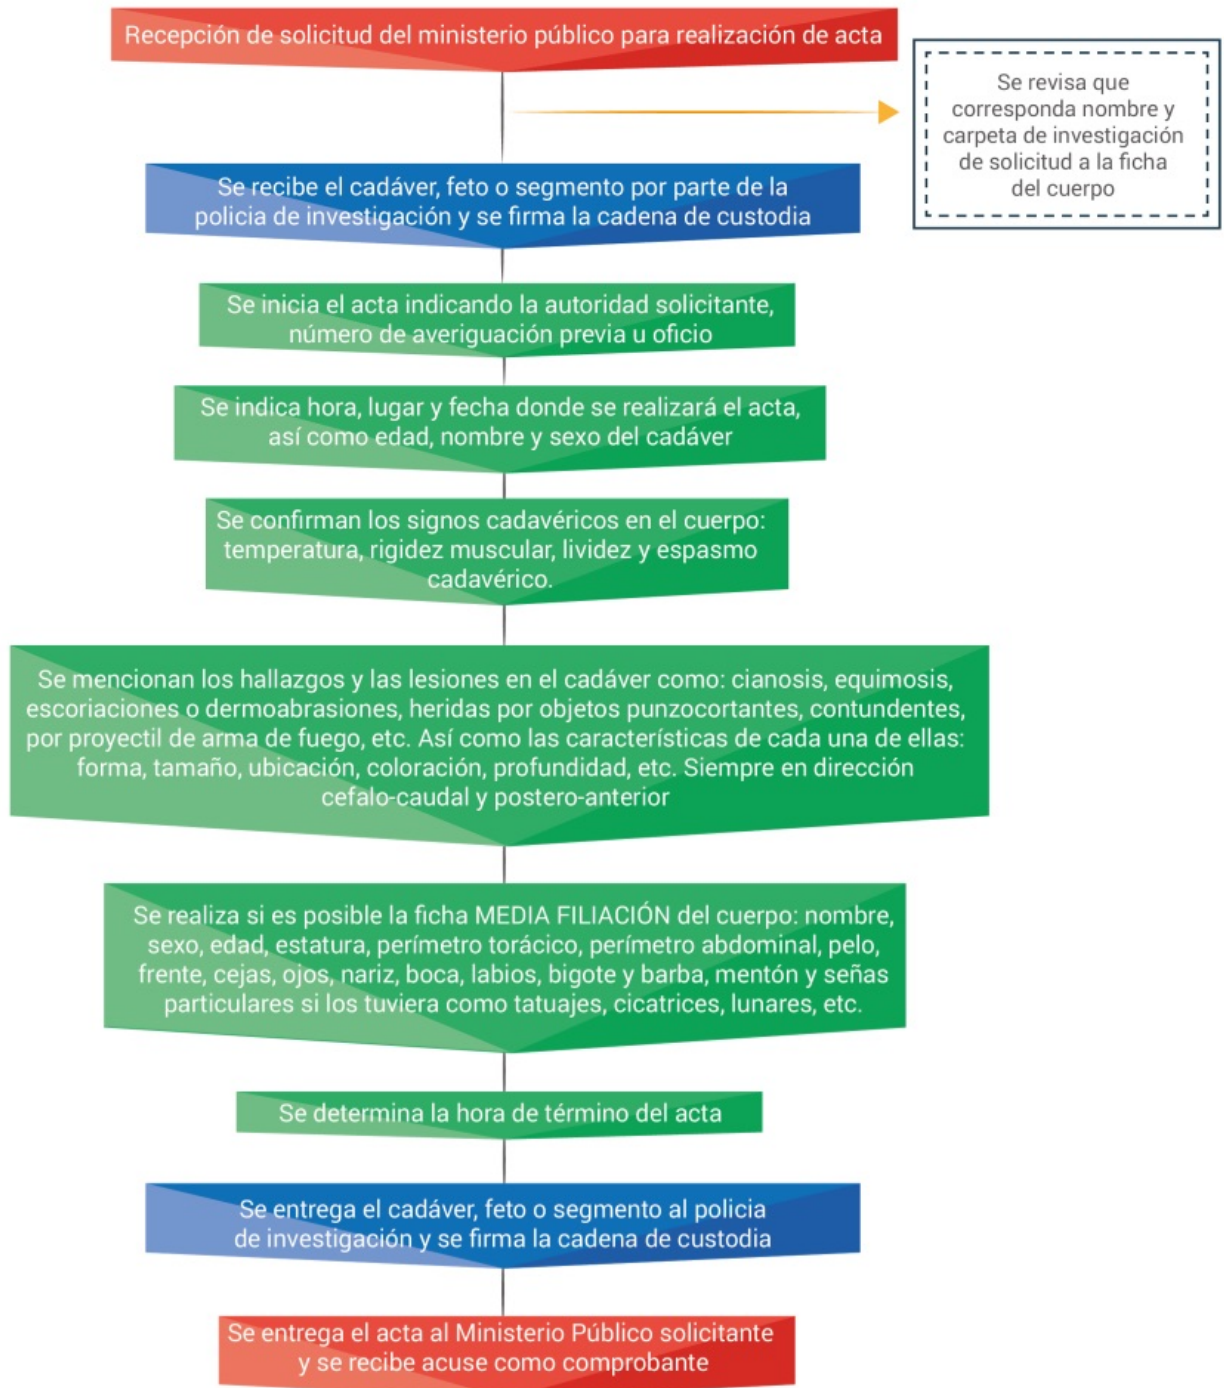 Recepción de solicitud del ministerio público para realización de acta
Se revisa que
corresponda nombre y
carpeta de investigación
de solicitud a la ficha
del cuerpo
Se recibe el cadáver, feto o segmento por parte de la
policia de investigación y se firma la cadena de custodia
Se inicia el acta indicando la autoridad solicitante,
número de averiguación previa u oficio
Se indica hora, lugar y fecha donde se realizará el acta,
así como edad, nombre y sexo del cadáver
Se confirman los signos cadavéricos en el cuerpo:
temperatura, rigidez muscular, lividez y espasmo
cadavérico.
Se mencionan los hallazgos y las lesiones en el cadáver como: cianosis, equimosis,
escoriaciones o dermoabrasiones, heridas por objetos punzocortantes, contundentes,
por proyectil de arma de fuego, etc. Así como las características de cada una de ellas:
forma, tamaño, ubicación, coloración, profundidad, etc. Siempre en dirección
cefalo-caudal y postero-anterior
Se realiza si es posible la ficha MEDIA FILIACIÓN del cuerpo: nombre,
sexo, edad, estatura, perímetro torácico, perímetro abdominal, pelo,
frente, cejas, ojos, nariz, boca, labios, bigote y barba, mentón y señas
particulares si los tuviera como tatuajes, cicatrices, lunares, etc.
Se determina la hora de término del acta
Se entrega el cadáver, feto o segmento al policia
de investigación y se firma la cadena de custodia
Se entrega el acta al Ministerio Público solicitante
y se recibe acuse como comprobante